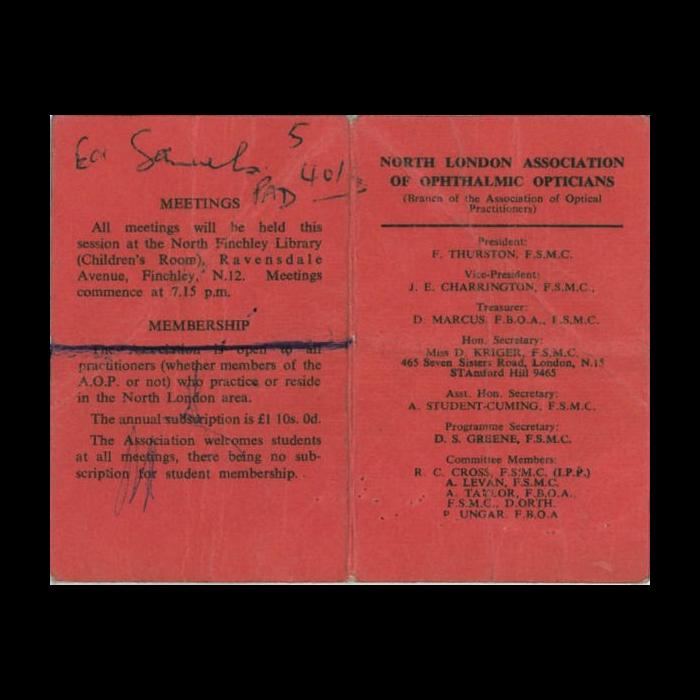 5
PAD 401
MEETINGS
All meetings will be held this
session at the North Finchley Library
(Children's Room), Ravensdale
Avenue, Finchley, N.12. Meetings
commence at 7.15 p.m.
MEMBERSHIP
The Association is open to all
practitioners (whether members of the
A.O.P. or not) who practice or reside
in the North London area.
The annual subscription is £1 10s. 0d.
The Association welcomes students
at all meetings, there being no sub-
scription for student membership.
NORTH LONDON ASSOCIATION
OF OPHTHALMIC OPTICIANS
(Branch of the Association of Optical
Practitioners)
President:
F. THURSTON, F.S.M.C.
Vice-President:
J. E. CHARRINGTON, F.S.M.C.,
Treasurer:
D. MARCUS, F.B.O.A., F.S.M.C.
Hon. Secretary:
Miss D. KRIGER, F.S.M.C.
465 Seven Sisters Road, London, N.15
STAmford Hill 9465
Asst. Hon. Secretary:
A. STUDENT-CUMING, F.S.M.C.
Programme Secretary:
D. S. GREENE, F.S.M.C.
Committee Members:
R. C. CROSS, F.S.M.C. (I.P.P.)
A. LEVAN, F.S.M.C.
A. TAYLOR, F.B.O.A.,
F.S.M.C., D.ORTH.
P. UNGAR, F.B.O.A